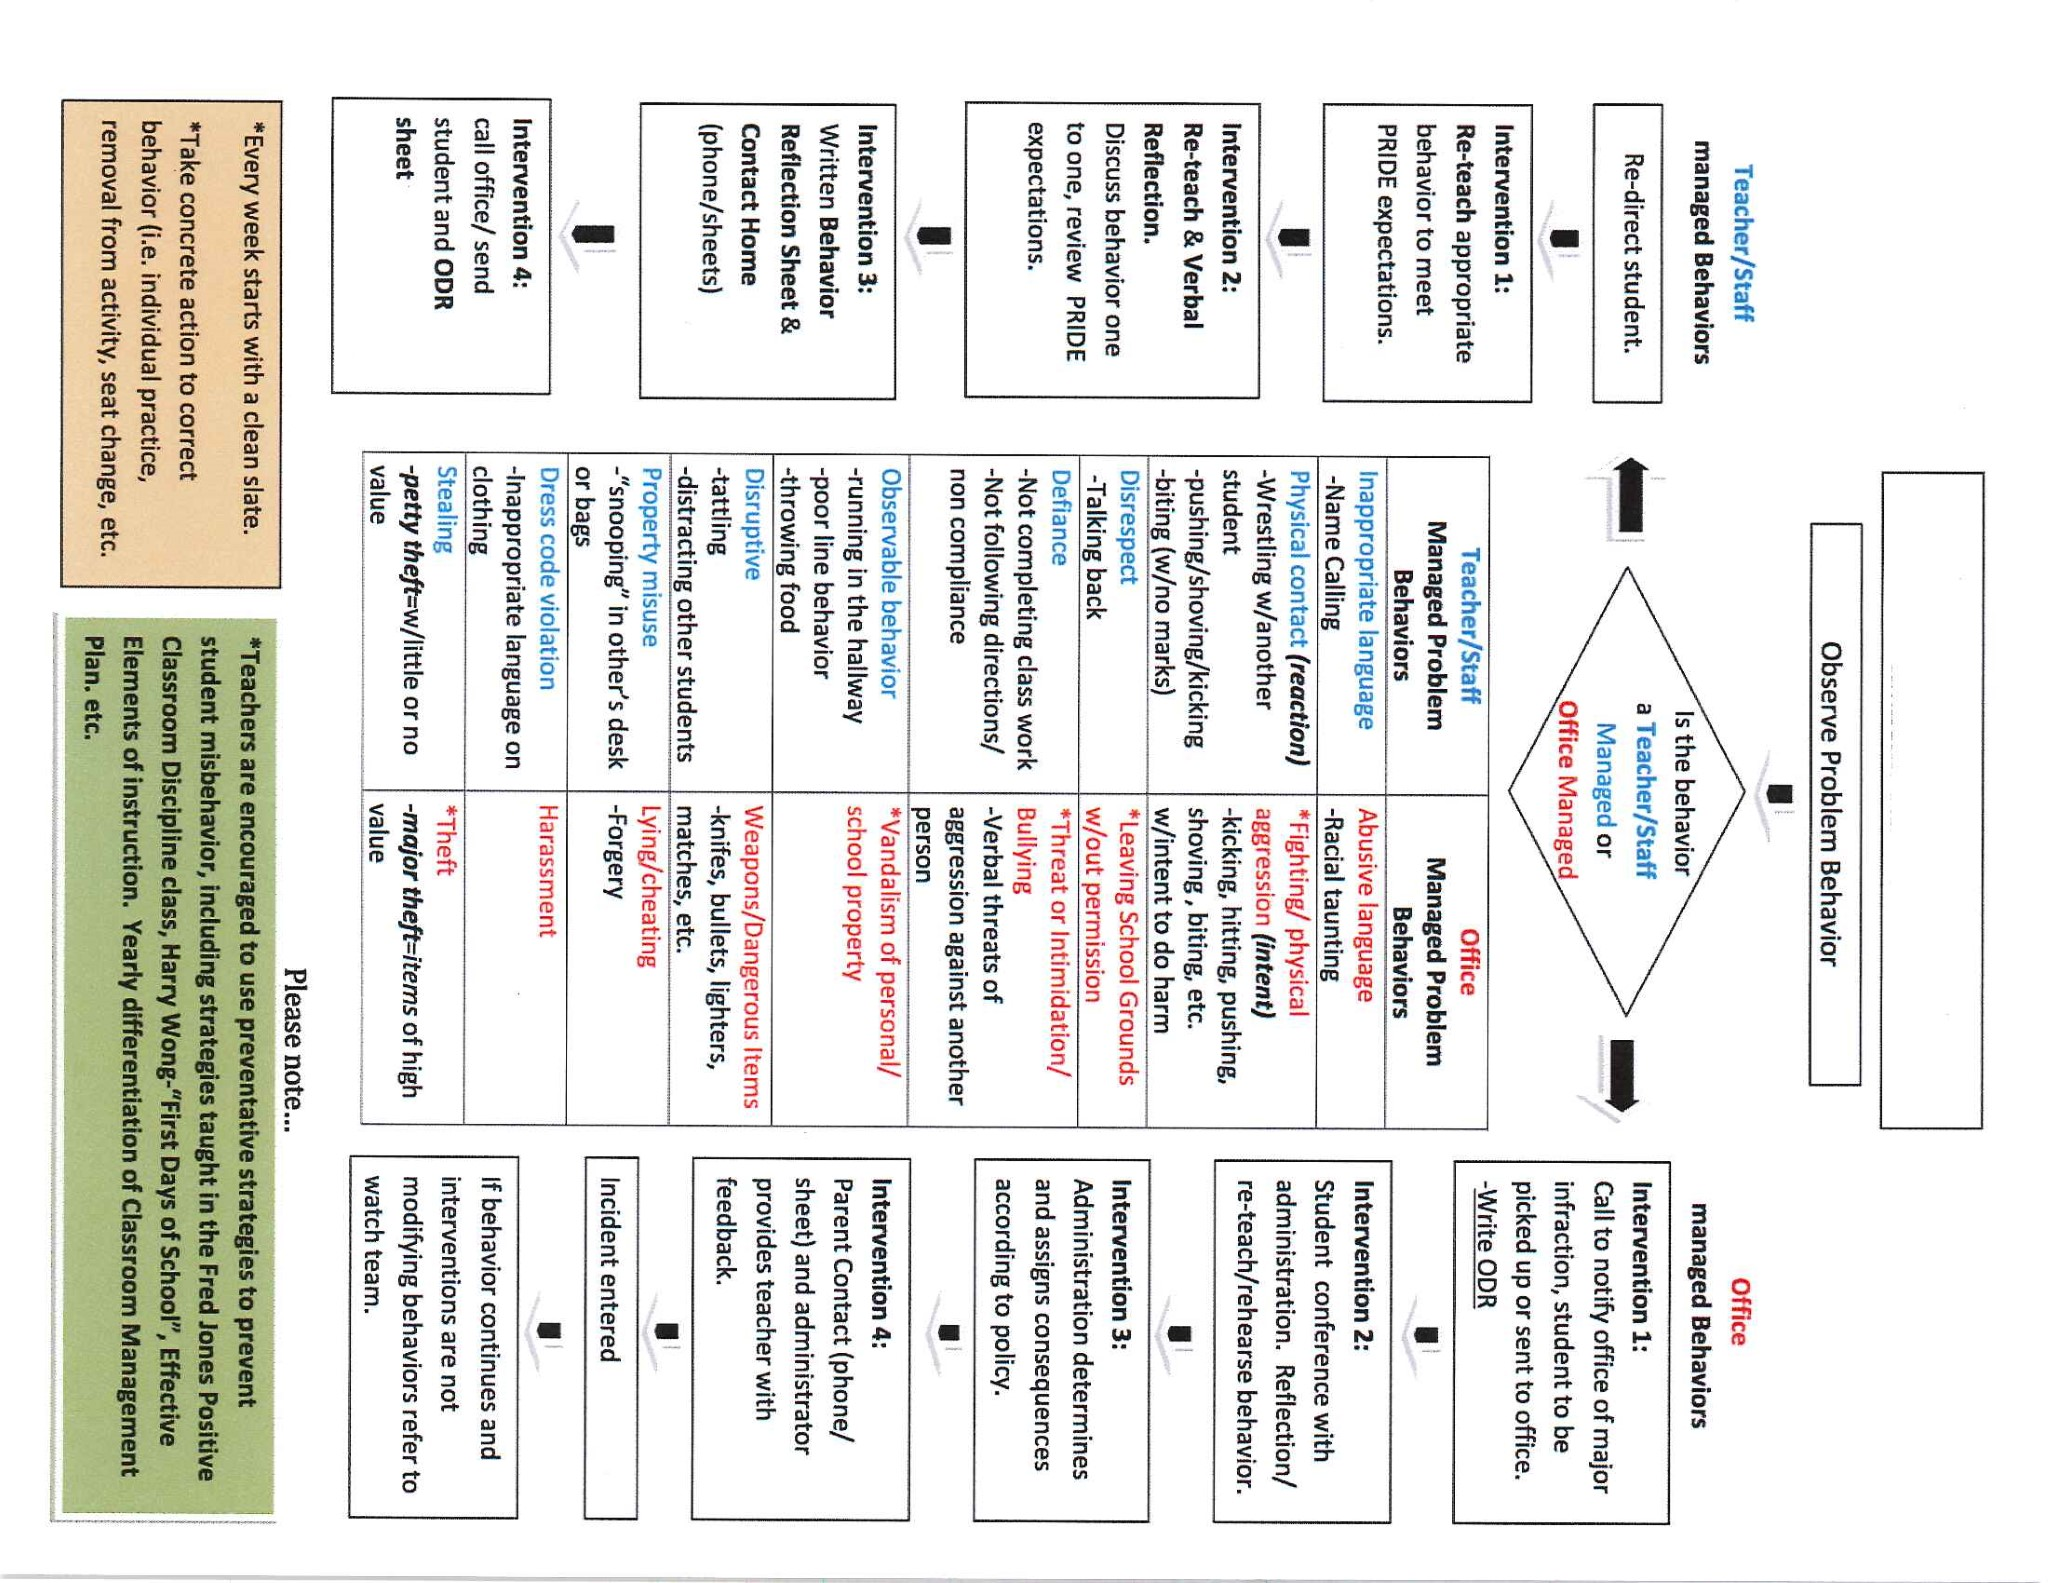 Observe Problem Behavior
Is the behavior
a Teacher/Staff
Managed or
Office Managed
Teacher/Staff
managed Behaviors
Re-direct student.
Intervention 1:
Re-teach appropriate
behavior to meet
PRIDE expectations.
Intervention 2:
Re-teach & Verbal
Reflection.
Discuss behavior one
to one, review PRIDE
expectations.
Intervention 3:
Written Behavior
Reflection Sheet &
Contact Home
(phone/sheets)
Intervention 4:
call office/ send
student and ODR
sheet
Teacher/Staff
Managed Problem
Behaviors
Office
Managed Problem
Behaviors
Inappropriate language
-Name Calling
Abusive language
-Racial taunting
Physical contact (reaction)
-Wrestling w/another
student
-pushing/shoving/kicking
-biting (w/no marks)
*Fighting/ physical
aggression (intent)
-kicking, hitting, pushing,
shoving , biting, etc.
w/intent to do harm
Disrespect
-Talking back
*Leaving School Grounds
w/out permission
Defiance
-Not completing class work
-Not following directions/
non compliance
*Threat or Intimidation/
Bullying
-Verbal threats of
aggression against another
person
Observable behavior
-running in the hallway
-poor line behavior
-throwing food
*Vandalism of personal/
school property
Disruptive
-tattling
-distracting other students
Weapons/Dangerous Items
-knifes, bullets, lighters,
matches, etc.
Property misuse
-"snooping" in other's desk
or bags
Lying/cheating
-Forgery
Dress code violation
-Inappropriate language on
clothing
Harassment
Stealing
-petty theft=w/little or no
value
*Theft
-major theft=items of high
value
Office
managed Behaviors
Intervention 1:
Call to notify office of major
infraction, student to be
picked up or sent to office.
-Write ODR
Intervention 2:
Student conference with
administration. Reflection/
re-teach/rehearse behavior.
Intervention 3:
Administration determines
and assigns consequences
according to policy.
Intervention 4:
Parent Contact (phone/
sheet) and administrator
provides teacher with
feedback.
Incident entered
If behavior continues and
interventions are not
modifying behaviors refer to
watch team.
Please note...
*Every week starts with a clean slate.
*Take concrete action to correct
behavior (i.e. individual practice,
removal from activity, seat change, etc.
*Teachers are encouraged to use preventative strategies to prevent
student misbehavior, including strategies taught in the Fred Jones Positive
Classroom Discipline class, Harry Wong-"First Days of School", Effective
Elements of instruction. Yearly differentiation of Classroom Management
Plan. etc.